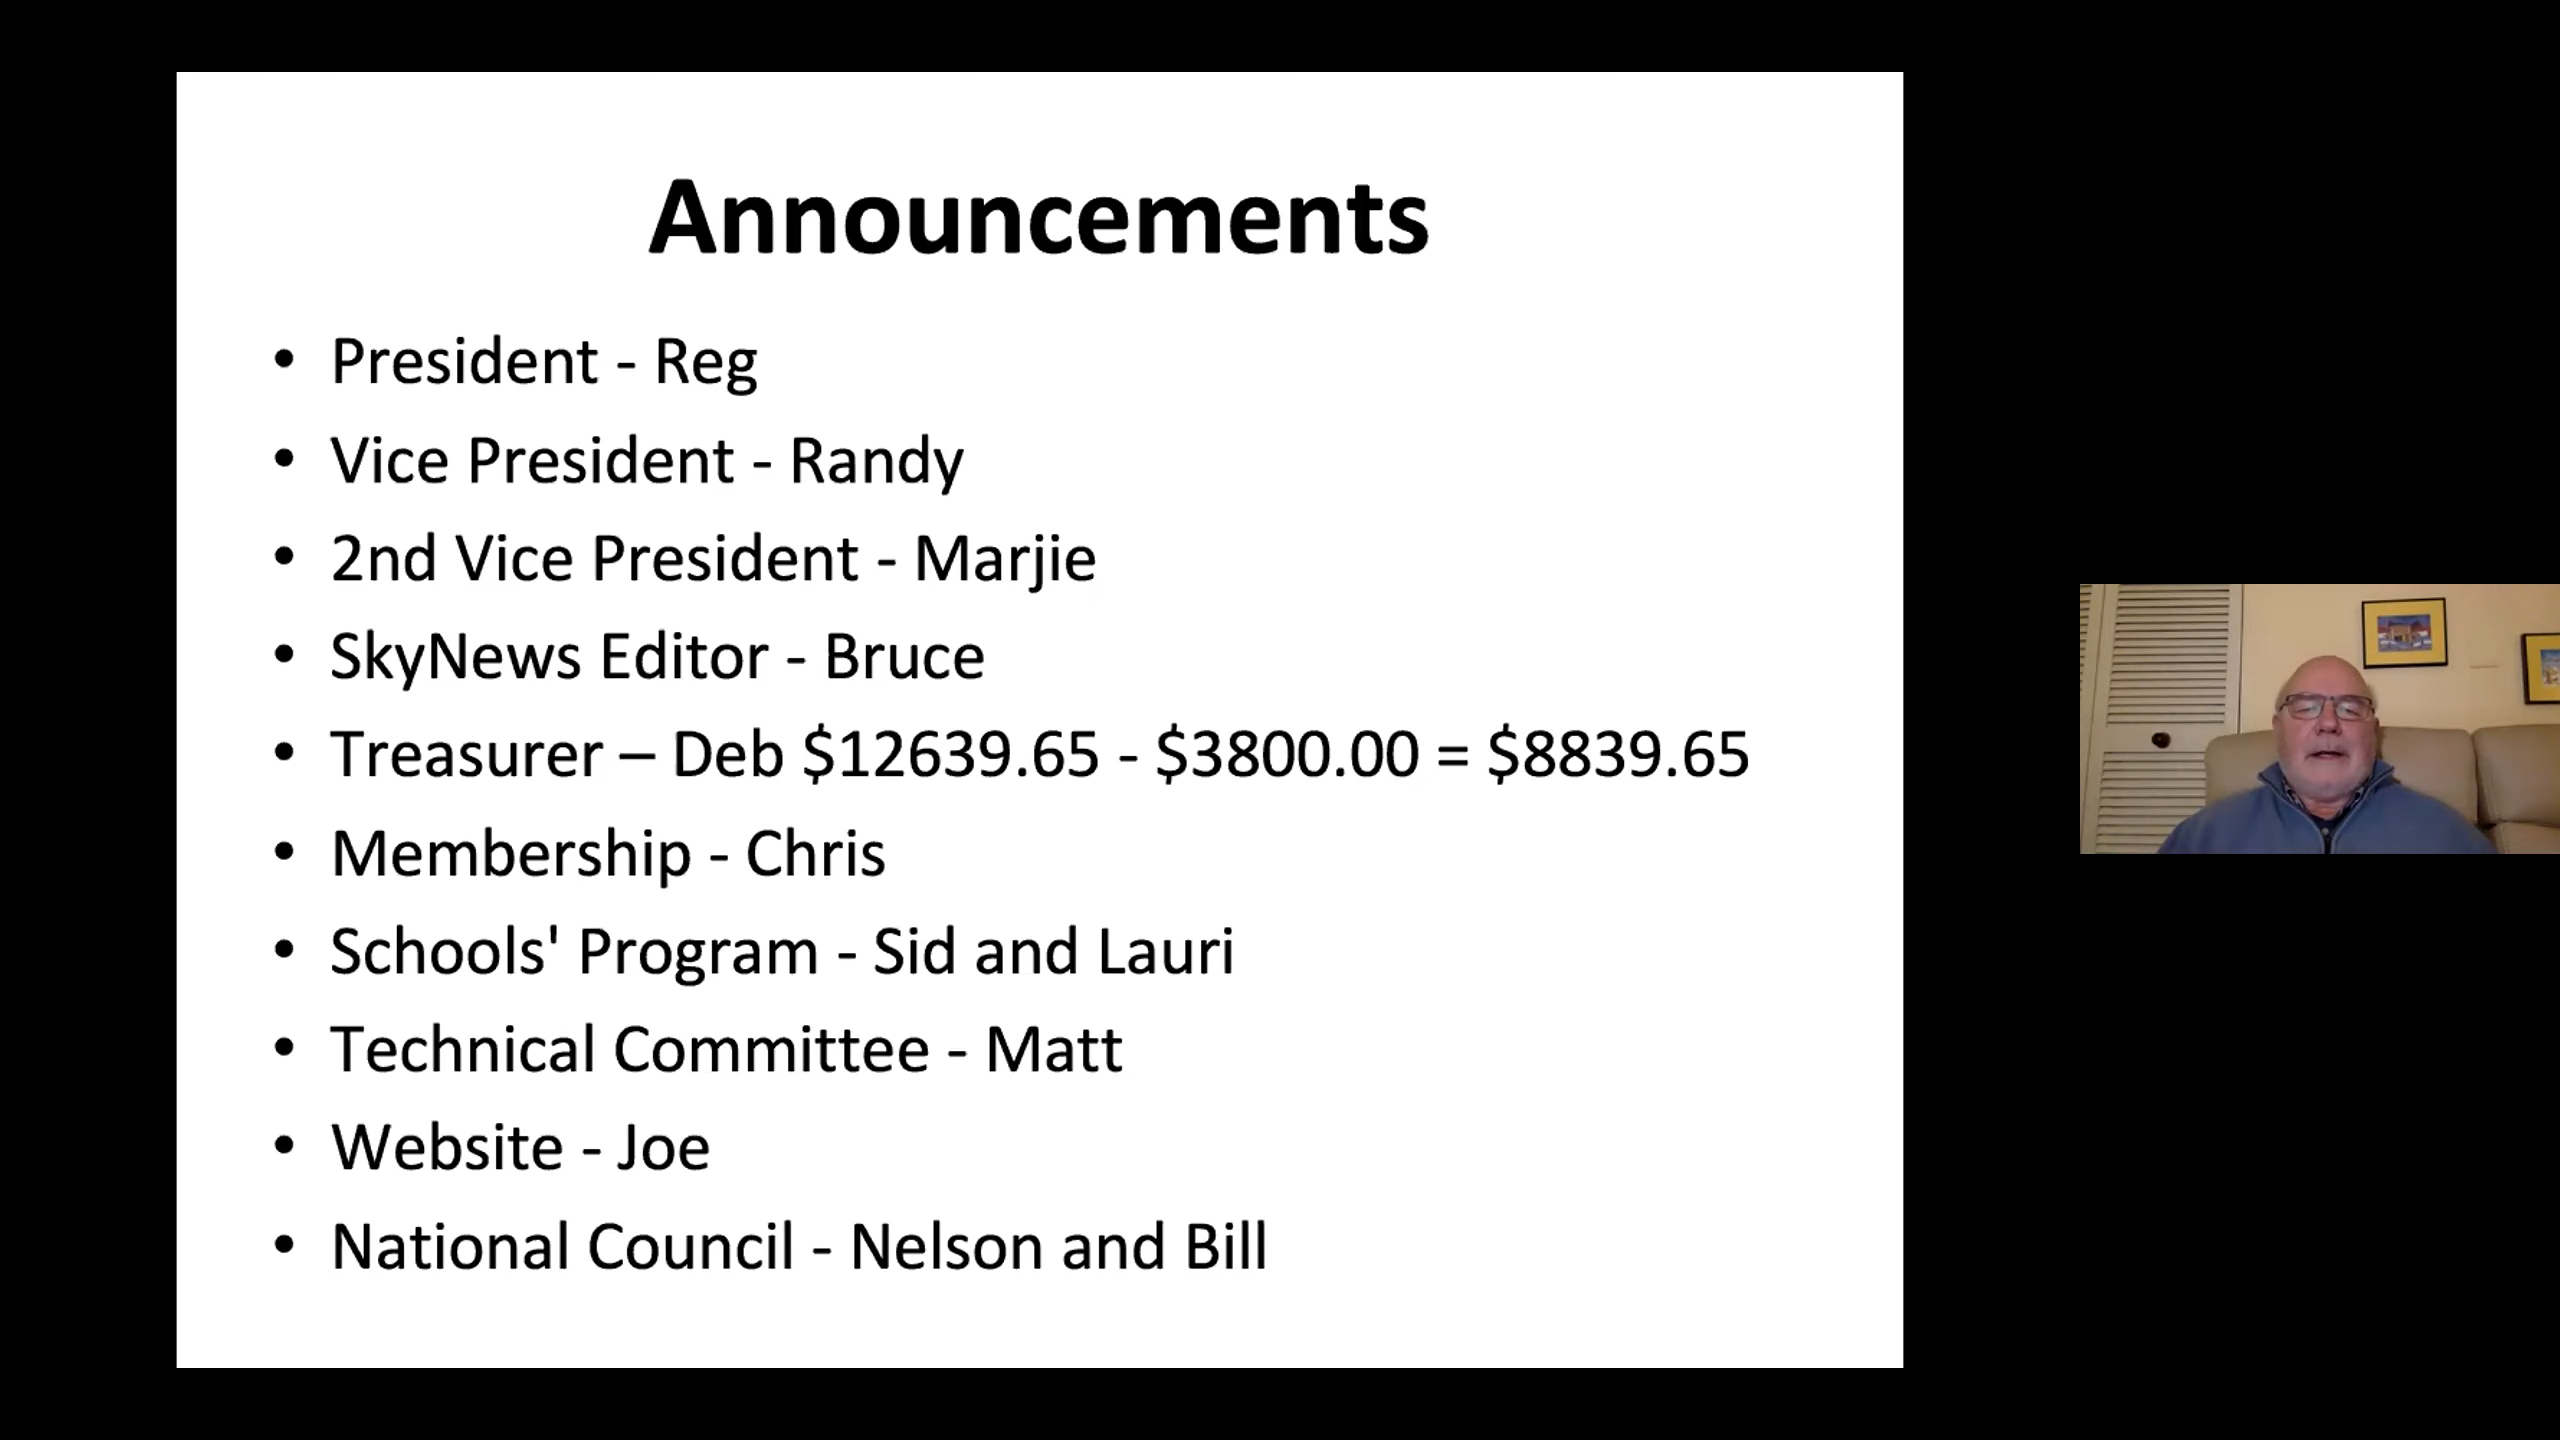 Announcements
• President - Reg
• Vice President - Randy
• 2nd Vice President - Marjie
• SkyNews Editor - Bruce
• Treasurer – Deb $12639.65 - $3800.00 = $8839.65
• Membership - Chris
• Schools' Program - Sid and Lauri
• Technical Committee - Matt
• Website - Joe
• National Council - Nelson and Bill